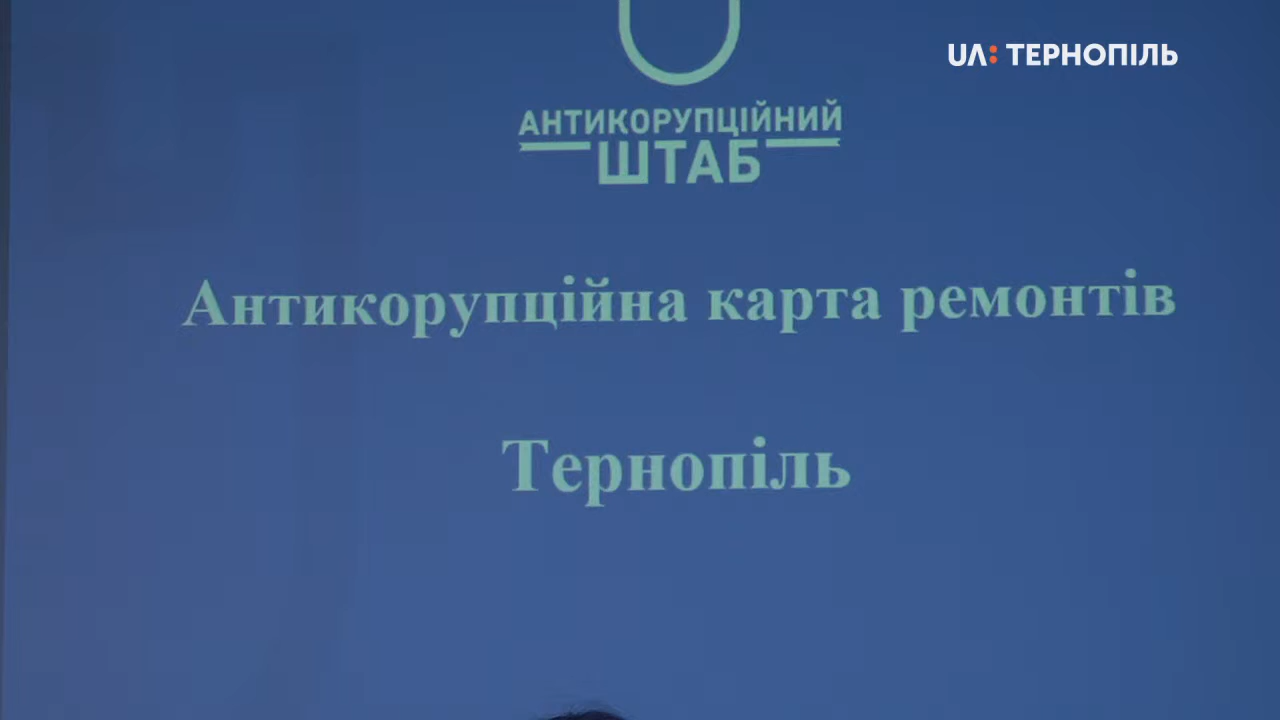 UA: ТЕРНОПІЛЬ
АНТИКОРУПЦІЙНИЙ
ШТАБ
Антикорупційна карта ремонтів
Тернопіль